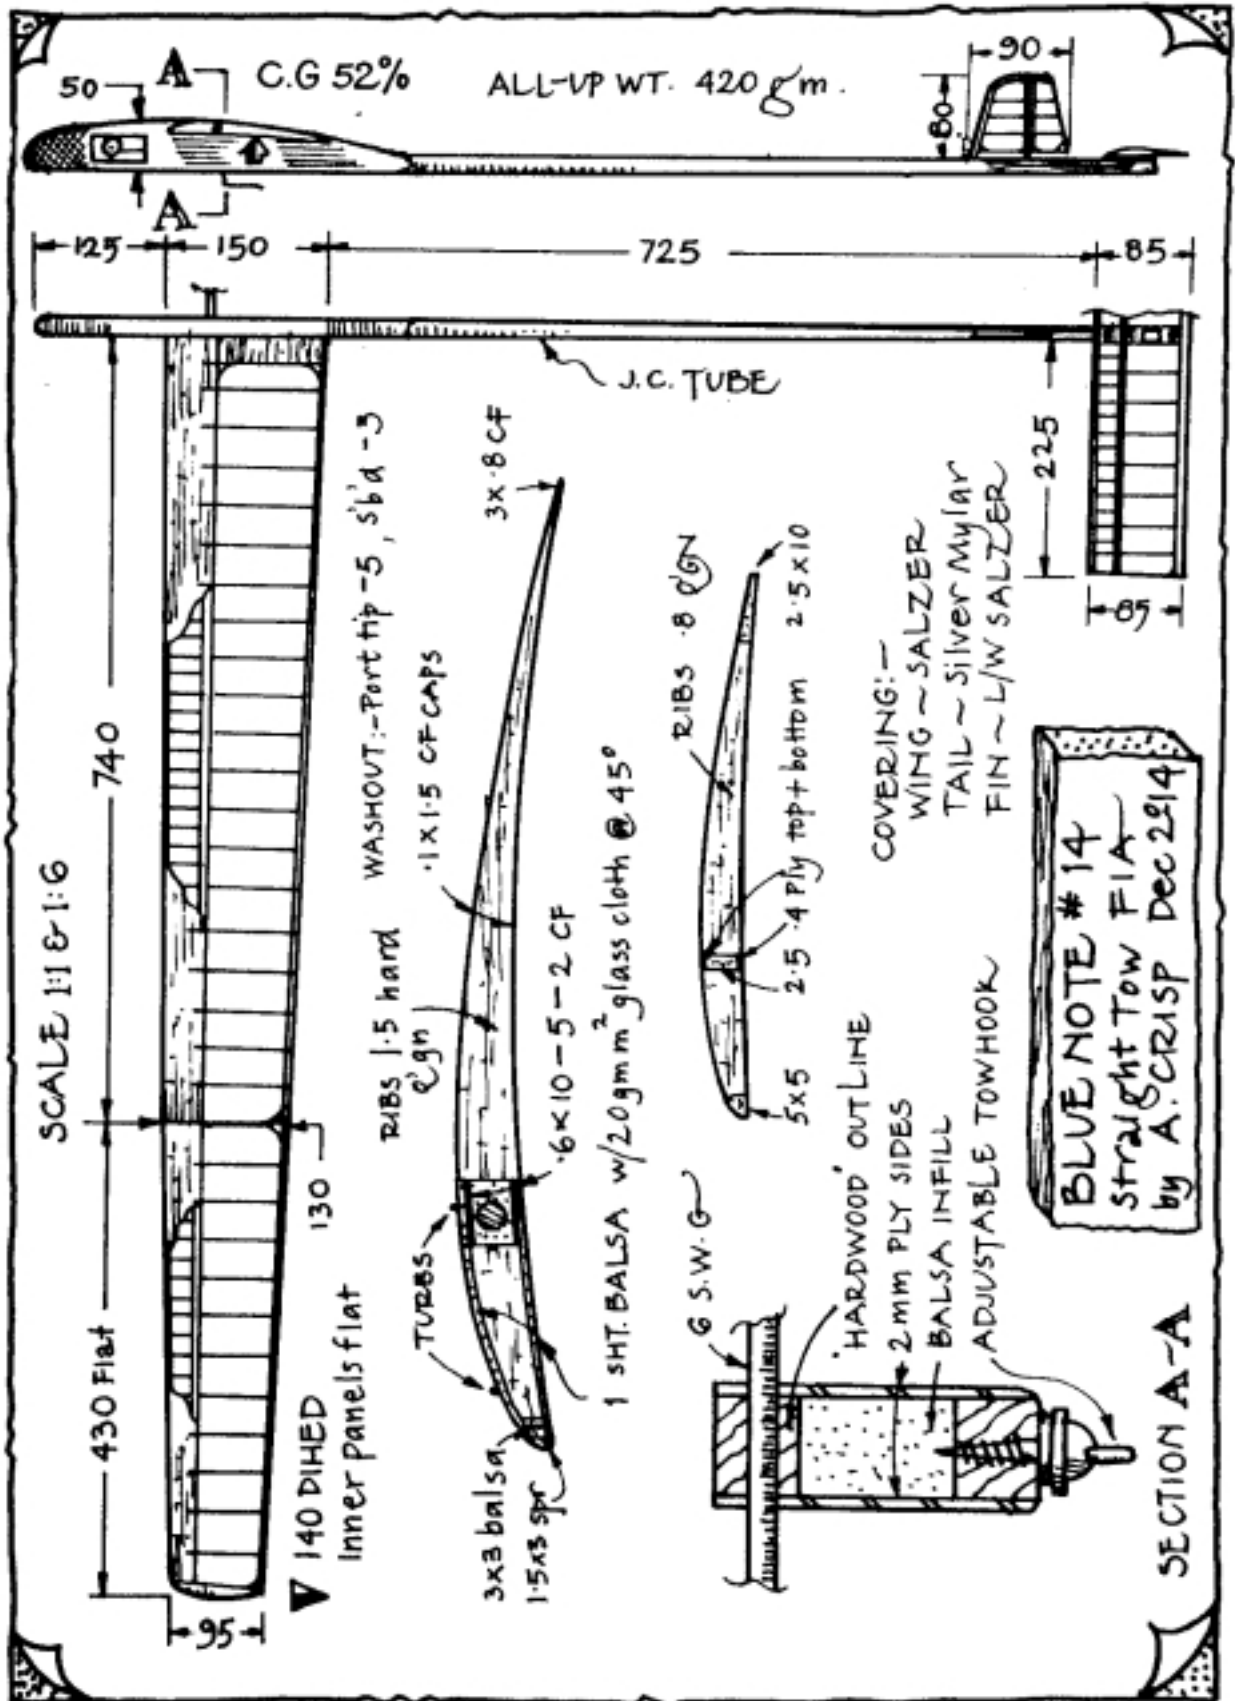 C.G 52%
ALL-UP WT. 420 gm.
90
80
50
A
A
125
150
725
85
J.C. TUBE
225
85
SCALE 1:1 & 1:6
740
430 Flat
130
95
140 DIHED
Inner panels flat
WASHOUT:- Port tip -5, s'b'd -3
RIBS 1.5 hard
q'gn
.1x1.5 CF CAPS
3x.8 CF
TURBS
.6x10-5-2 CF
1 SHT. BALSA w/20gm m² glass cloth @ 45°
3x3 balsa
1.5x3 spr
RIBS .8 Q'GN
5x5
2.5
.4 Ply top + bottom
2.5x10
COVERING:-
WING ~ SALZER
TAIL ~ Silver Mylar
FIN ~ L/W SALZER
6 S.W.G
'HARDWOOD' OUTLINE
2mm PLY SIDES
BALSA INFILL
ADJUSTABLE TOWHOOK
SECTION A-A
BLUE NOTE #14
Straight Tow F1A
by A. CRISP Dec 2014